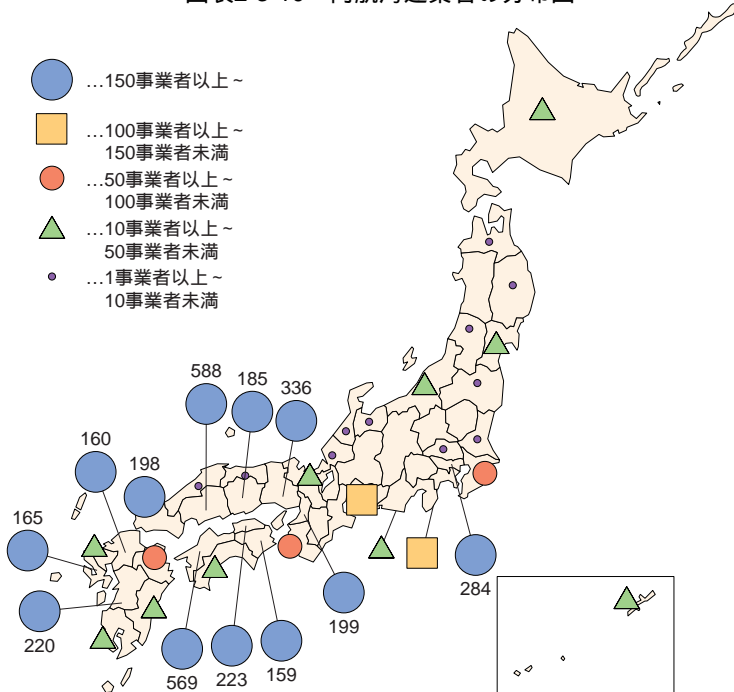 …150事業者以上~
…100事業者以上~
150事業者未満
…50事業者以上~
100事業者未満
…10事業者以上~
50事業者未満
…1事業者以上~
10事業者未満
588
185
336
160
198
165
220
569
223
159
199
284